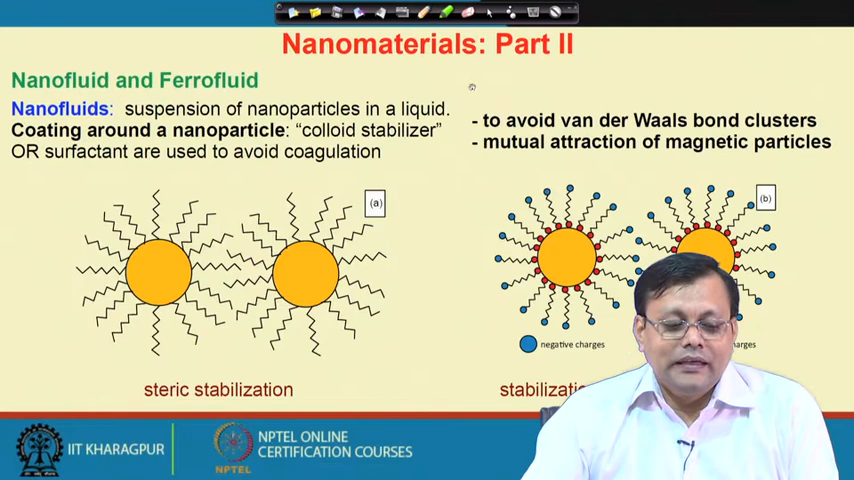 Nanomaterials: Part II
Nanofluid and Ferrofluid
Nanofluids: suspension of nanoparticles in a liquid.
Coating around a nanoparticle: “colloid stabilizer”
OR surfactant are used to avoid coagulation
- to avoid van der Waals bond clusters
- mutual attraction of magnetic particles
(a)
(b)
negative charges
steric stabilization
IIT KHARAGPUR
NPTEL
NPTEL ONLINE
CERTIFICATION COURSES